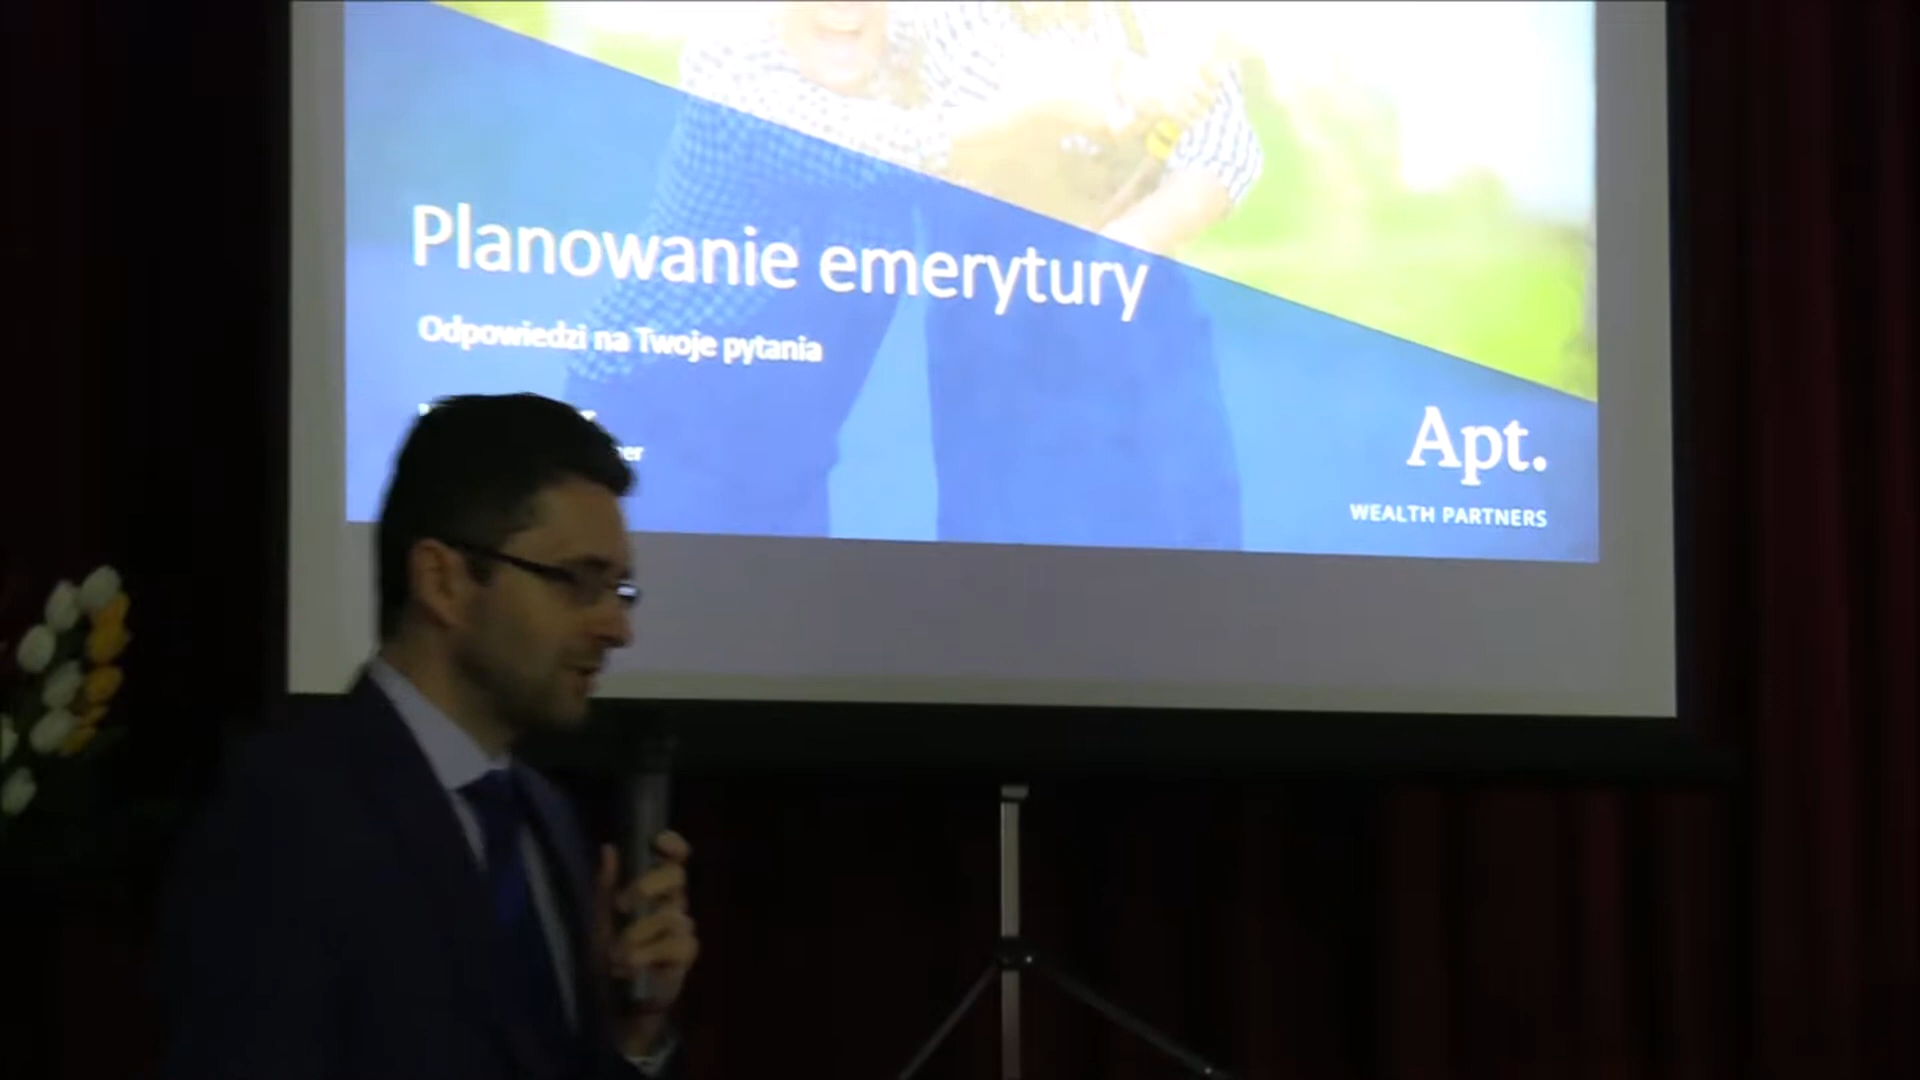 Planowanie emerytury
Odpowiedzi na Twoje pytania
Apt.
WEALTH PARTNERS